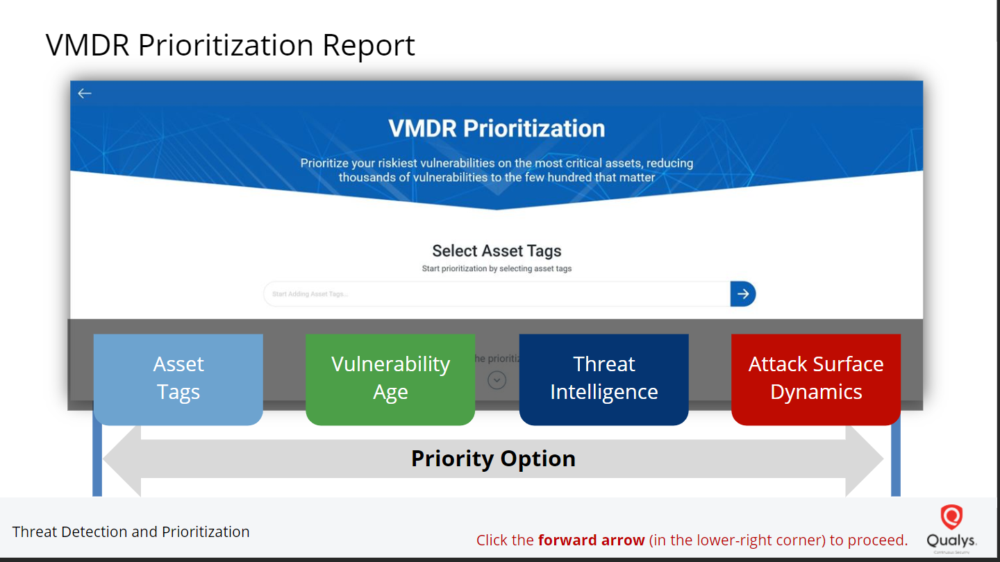 VMDR Prioritization Report
VMDR Prioritization
Prioritize your riskiest vulnerabilities on the most critical assets, reducing
thousands of vulnerabilities to the few hundred that matter
Select Asset Tags
Start prioritization by selecting asset tags
Start Adding Asset Tags...
Asset
Tags
Vulnerability
Age
he prioriti
Threat
Intelligence
Attack Surface
Dynamics
Priority Option
Threat Detection and Prioritization
Click the forward arrow (in the lower-right corner) to proceed.
Qualys.
Continuous Security